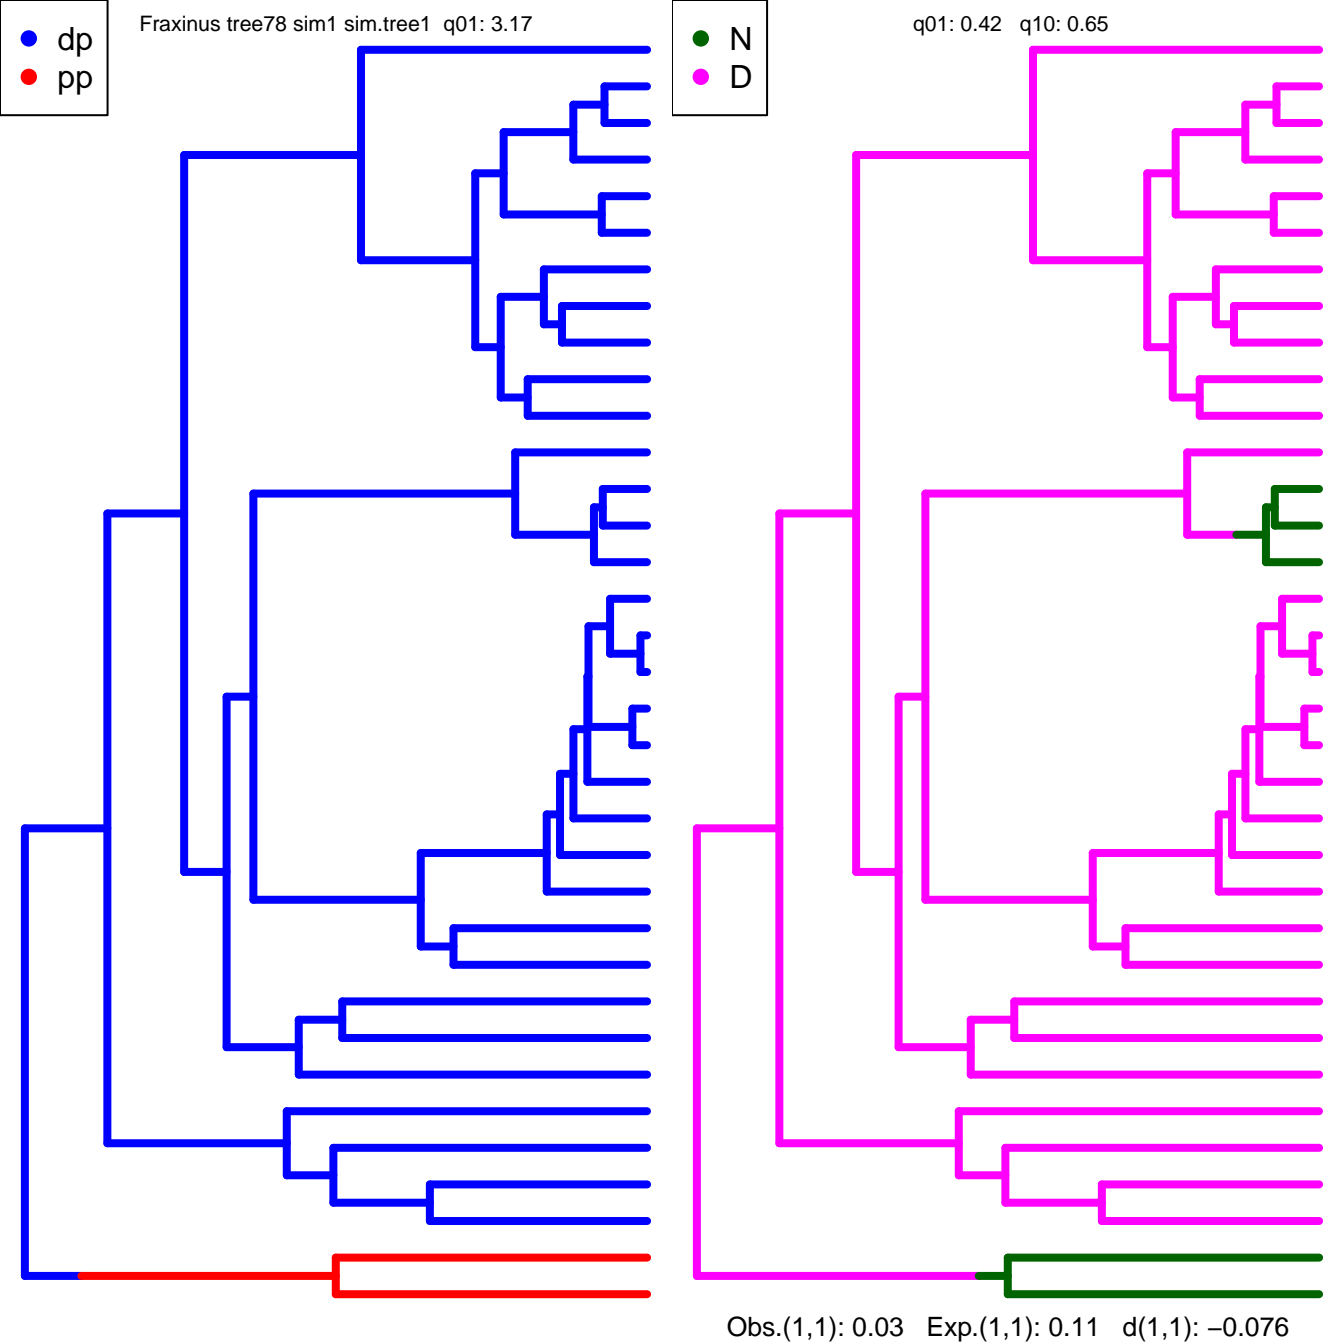 Fraxinus tree78 sim1 sim.tree1  q01: 3.17
dp
pp
q01: 0.42   q10: 0.65
N
D
Obs.(1,1): 0.03   Exp.(1,1): 0.11   d(1,1): −0.076